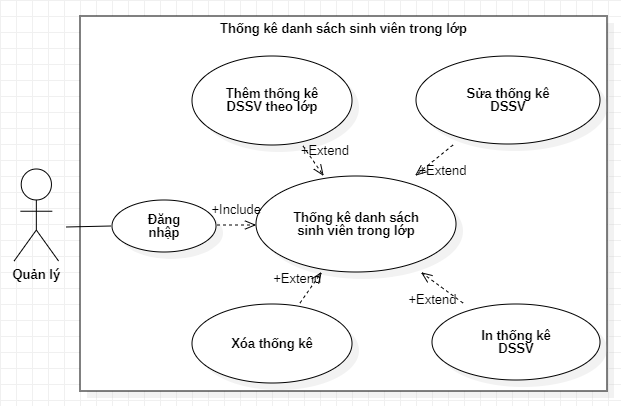 Thống kê danh sách sinh viên trong lớp
Thêm thống kê
DSSV theo lớp
Sửa thống kê
DSSV
+Extend
+Extend
+Include
Đăng
nhập
Thống kê danh sách
sinh viên trong lớp
Quản lý
+Extend
+Extend
Xóa thống kê
In thống kê
DSSV